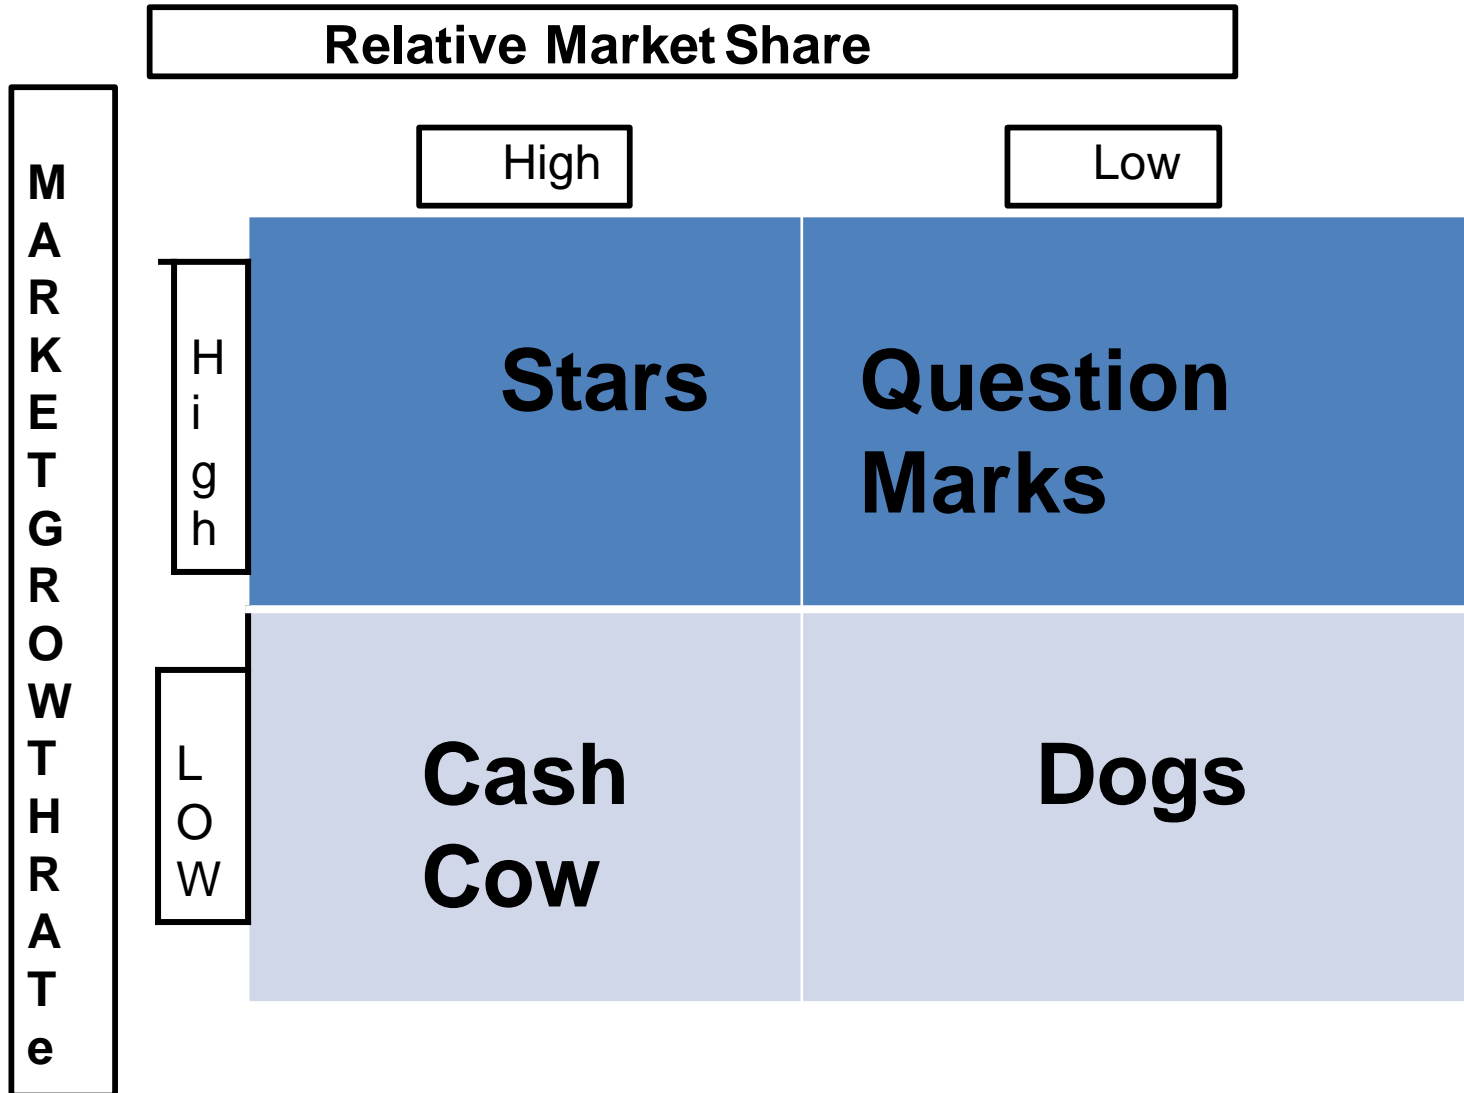 Relative Market Share
MARKETGROWTHRATe
High
Low
High
Stars
Question
Marks
LOW
Cash
Cow
Dogs